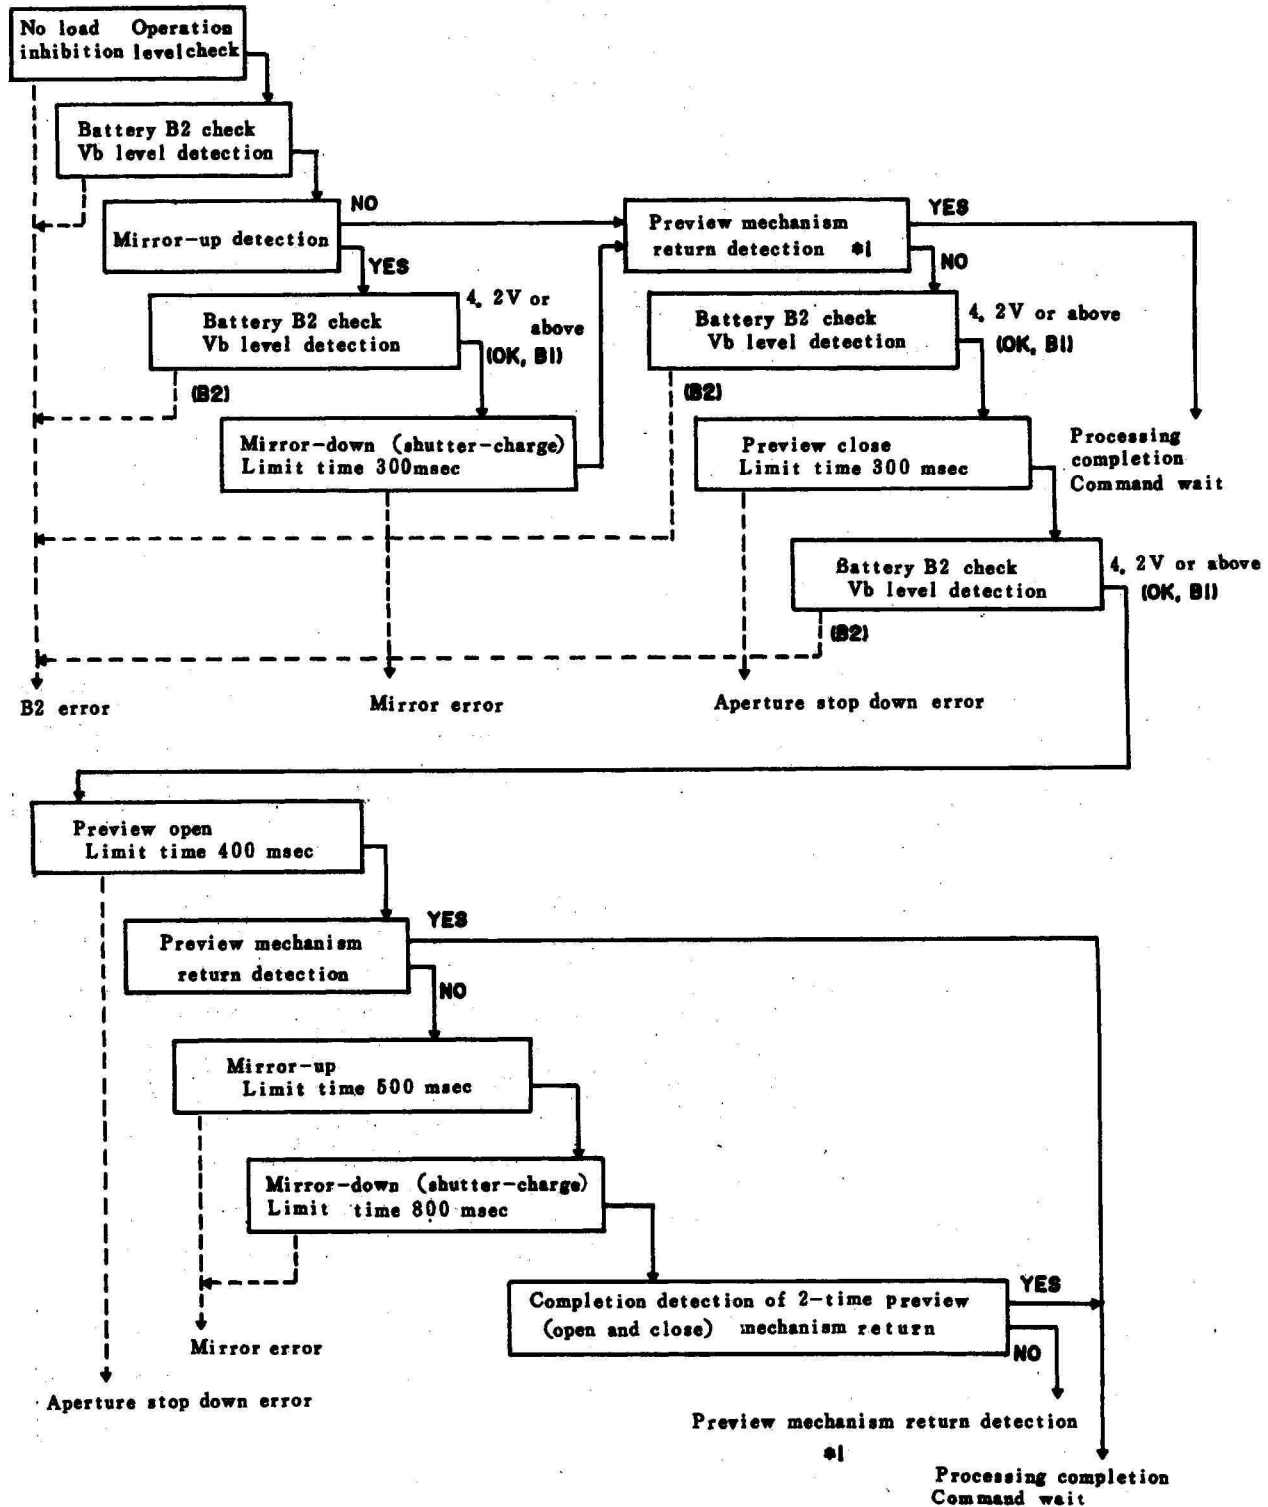 No load Operation
inhibition level check
Battery B2 check
Vb level detection
Mirror-up detection
NO
YES
Preview mechanism
return detection *1
YES
NO
Battery B2 check
Vb level detection
4. 2V or
above
(OK, B1)
(B2)
Battery B2 check
Vb level detection
4. 2V or above
(OK, B1)
(B2)
Mirror-down (shutter-charge)
Limit time 300msec
Preview close
Limit time 300 msec
Processing
completion
Command wait
Battery B2 check
Vb level detection
4. 2V or above
(OK, B1)
(B2)
B2 error
Mirror error
Aperture stop down error
Preview open
Limit time 400 msec
Preview mechanism
return detection
YES
NO
Mirror-up
Limit time 500 msec
Mirror-down (shutter-charge)
Limit time 800 msec
Completion detection of 2-time preview
(open and close) mechanism return
YES
NO
Mirror error
Aperture stop down error
Preview mechanism return detection
*1
Processing completion
Command wait